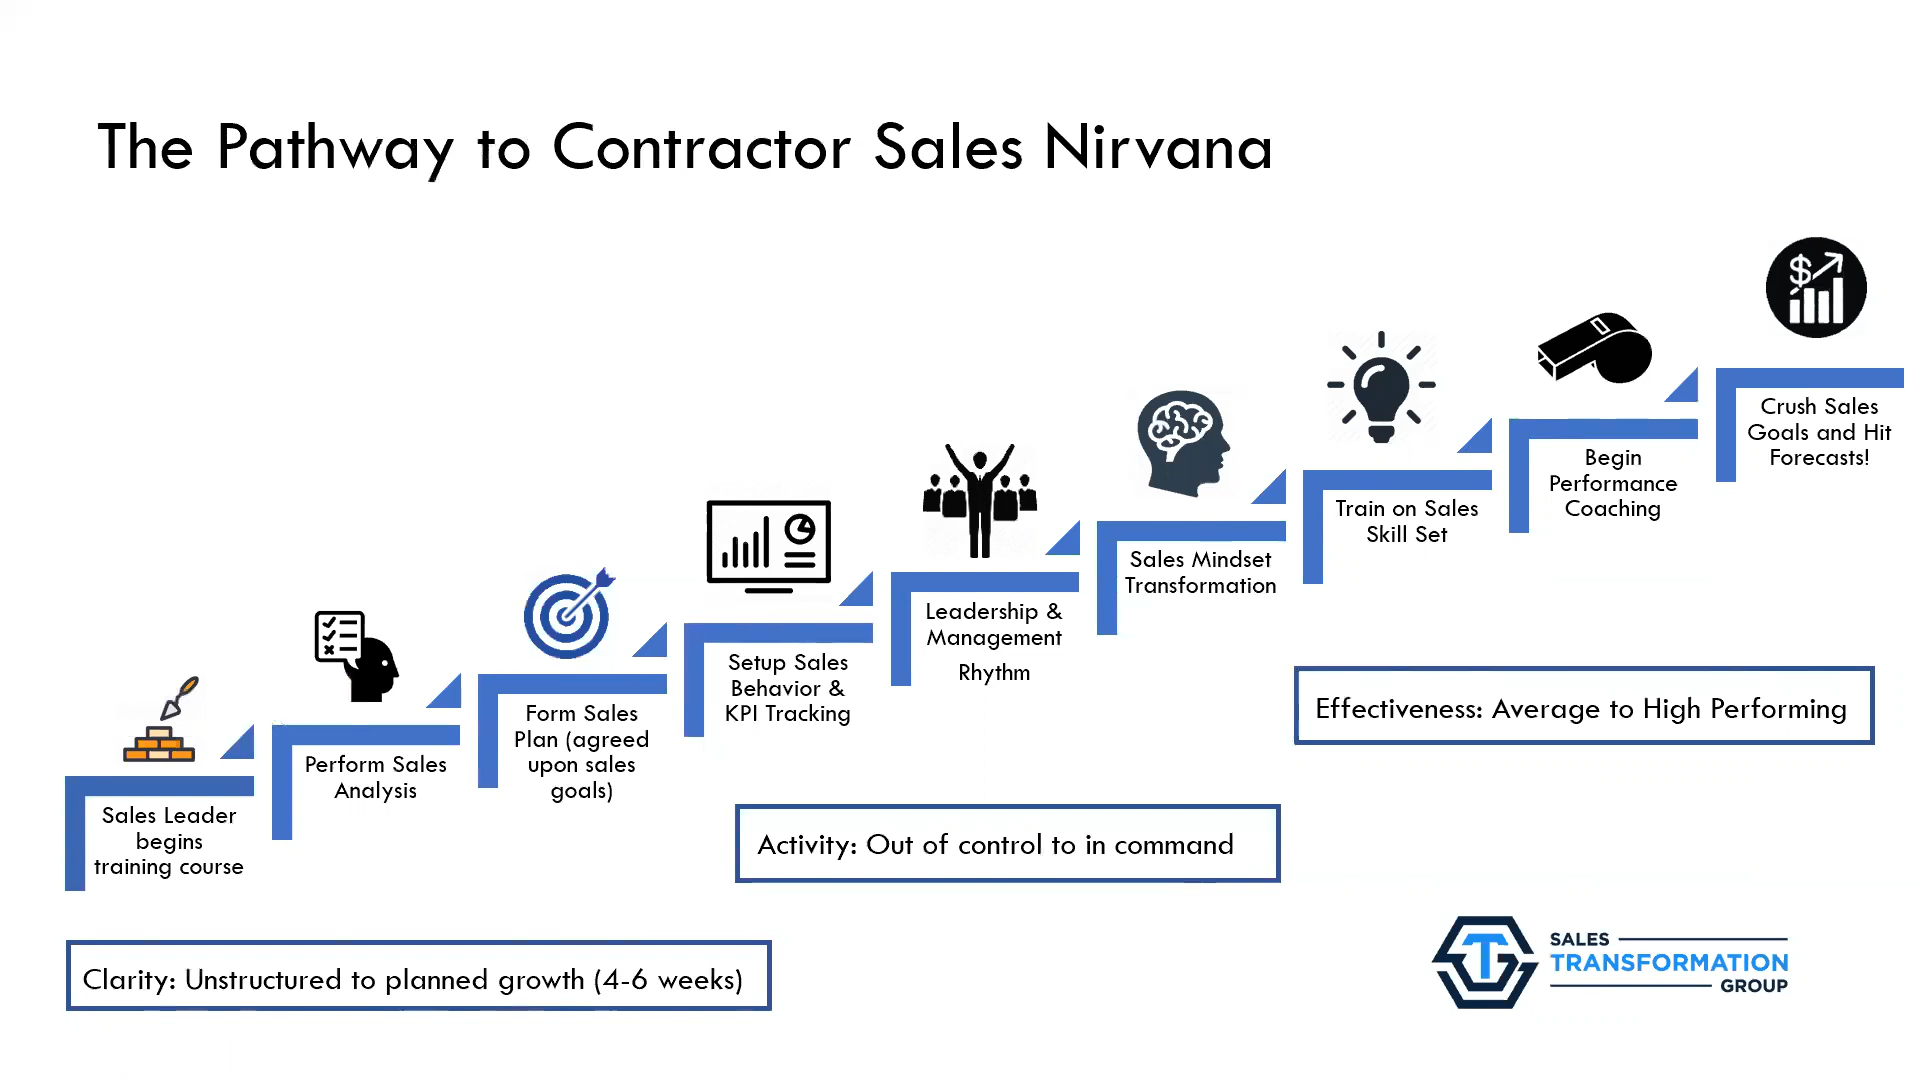 The Pathway to Contractor Sales Nirvana
Sales Leader
begins
training course
Perform Sales
Analysis
Form Sales
Plan (agreed
upon sales
goals)
Setup Sales
Behavior &
KPI Tracking
Leadership &
Management
Rhythm
Sales Mindset
Transformation
Train on Sales
Skill Set
Begin
Performance
Coaching
$
Crush Sales
Goals and Hit
Forecasts!
Clarity: Unstructured to planned growth (4-6 weeks)
Activity: Out of control to in command
Effectiveness: Average to High Performing
SALES
TRANSFORMATION
GROUP